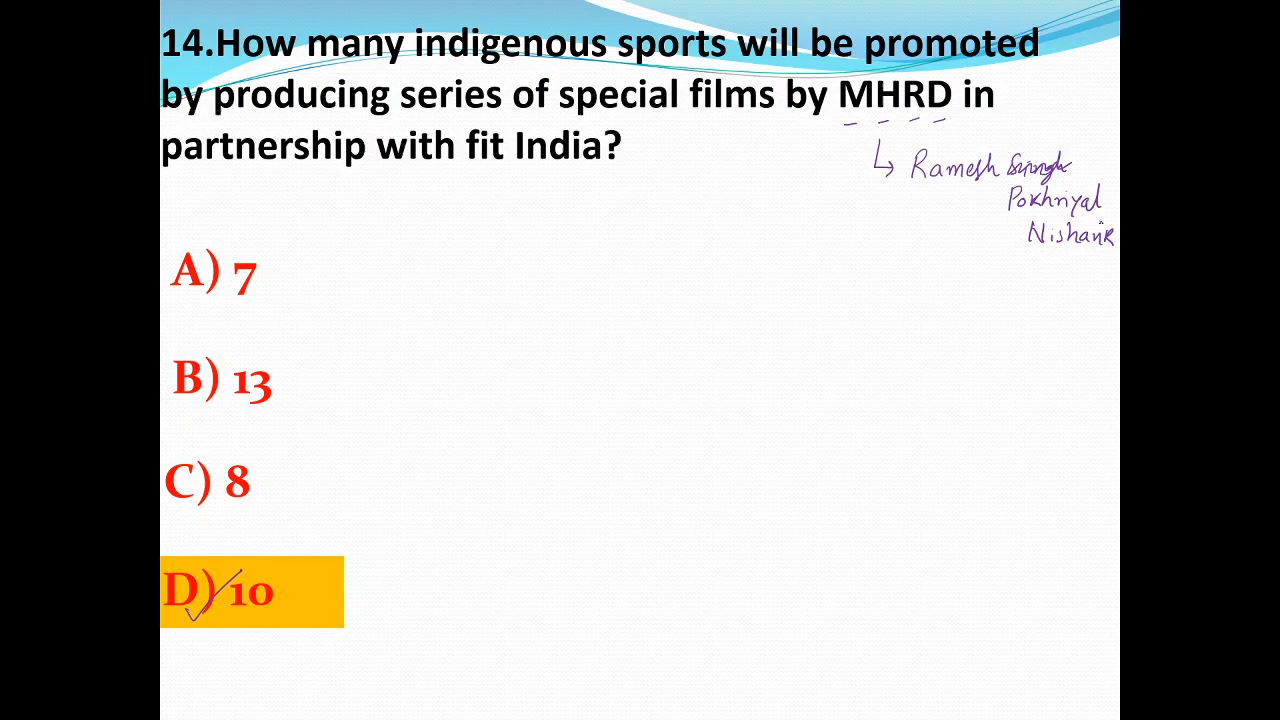 14.How many indigenous sports will be promoted
by producing series of special films by MHRD in
partnership with fit India?
Ramesh Singh
Pokhriyal
Nishank
A) 7
B) 13
C) 8
D) 10